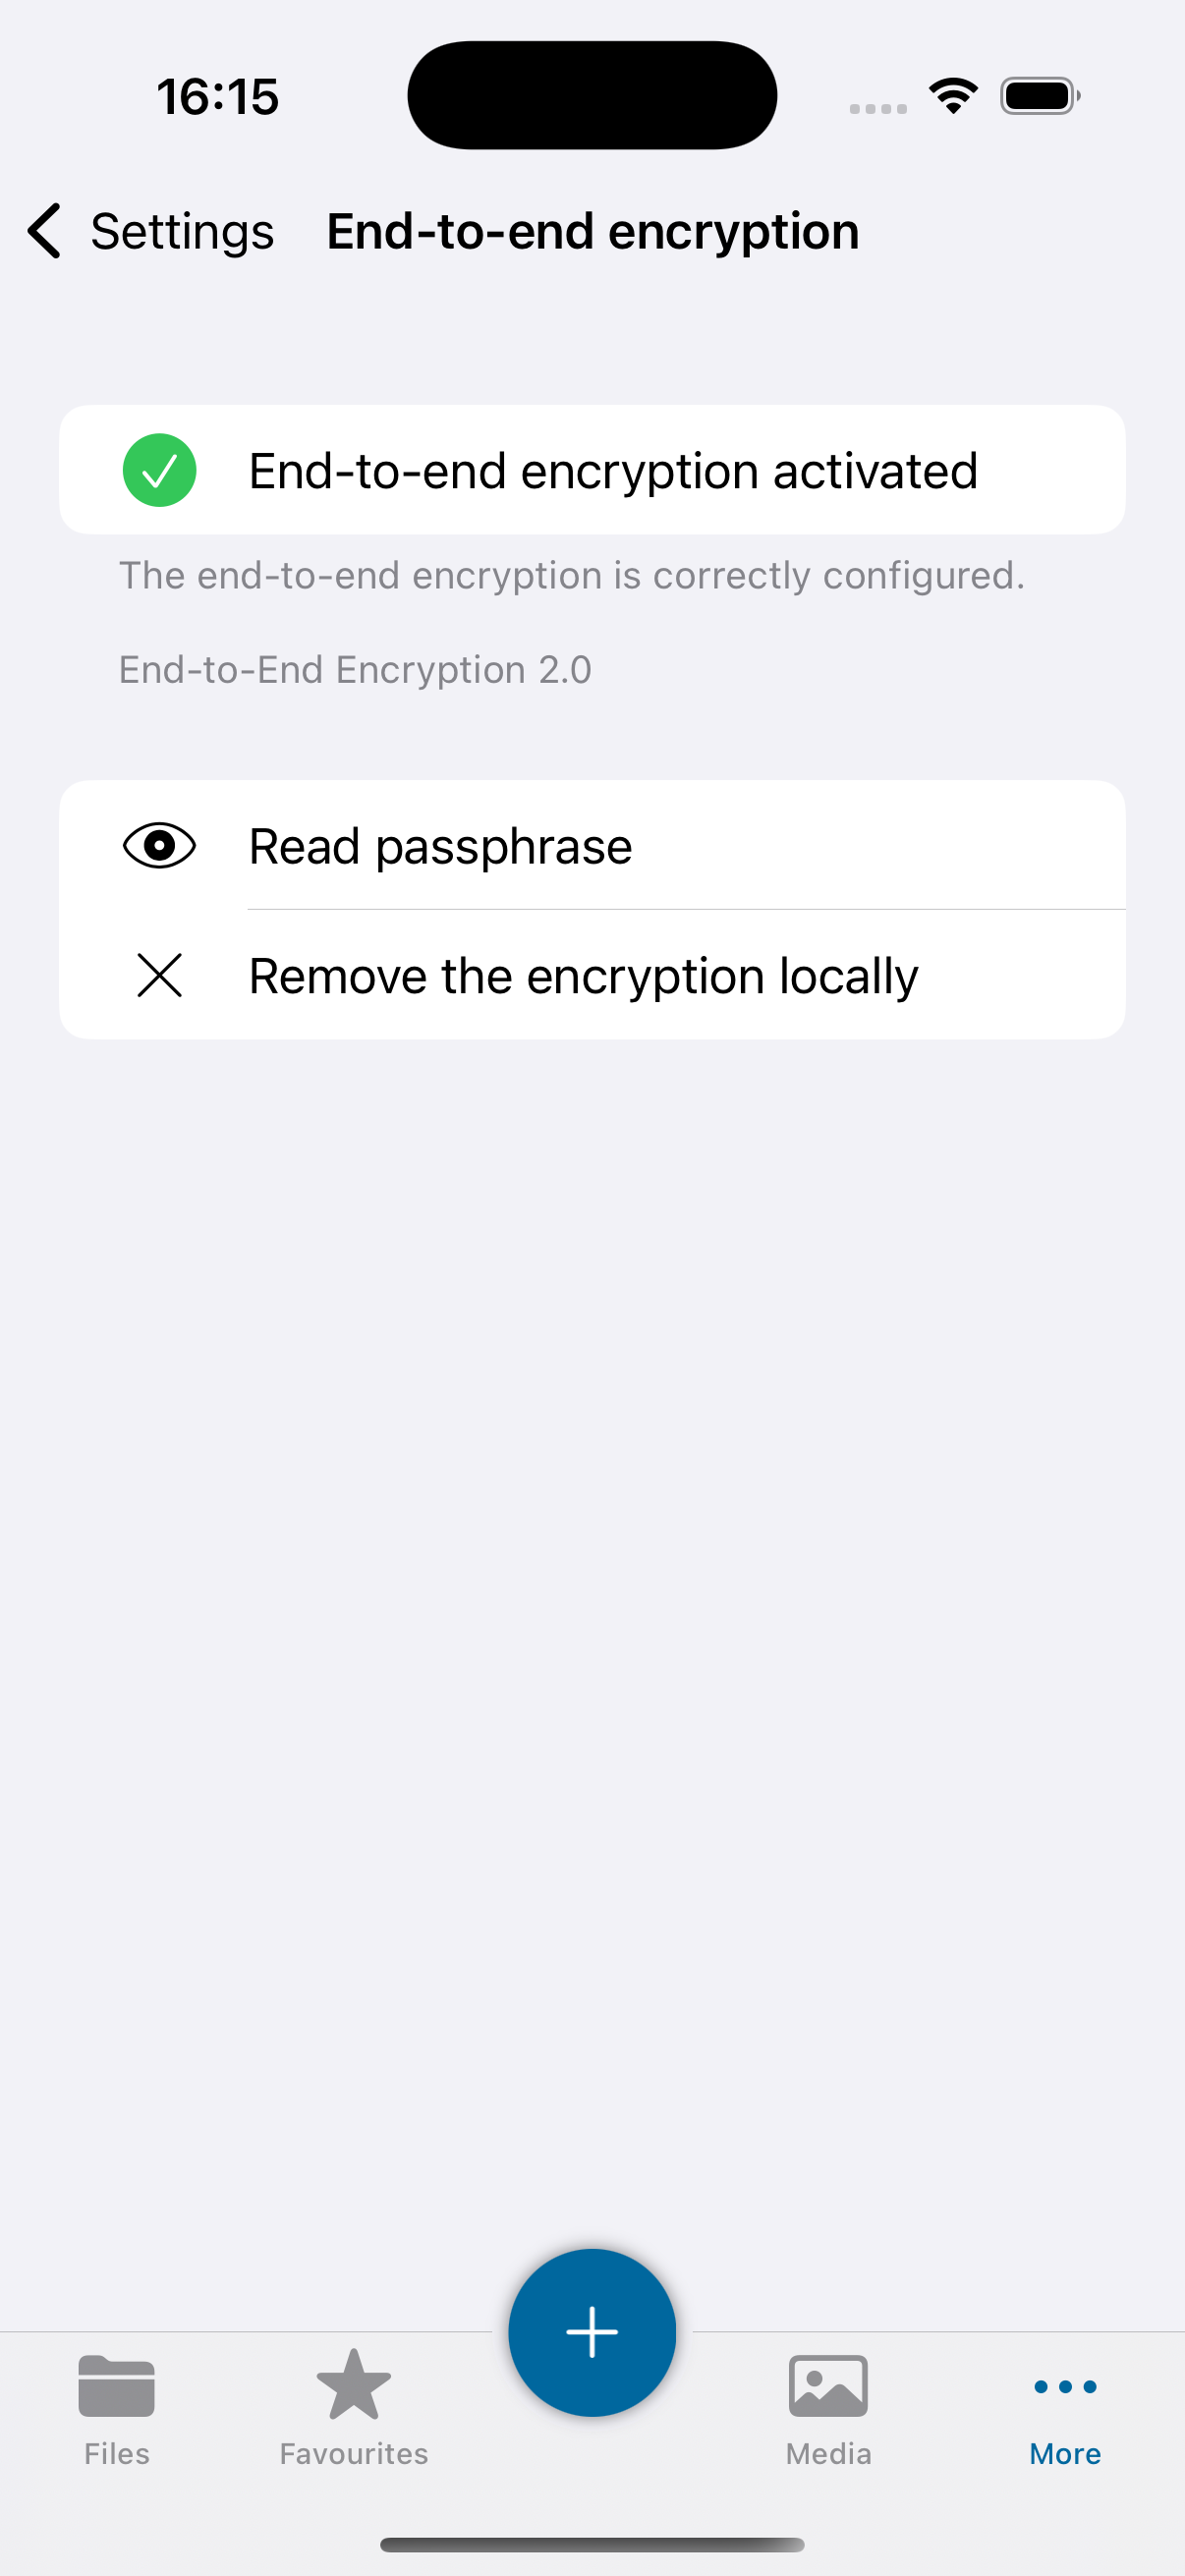 16:15
Settings End-to-end encryption
End-to-end encryption activated
The end-to-end encryption is correctly configured.
End-to-End Encryption 2.0
Read passphrase
Remove the encryption locally
Files Favourites Media More